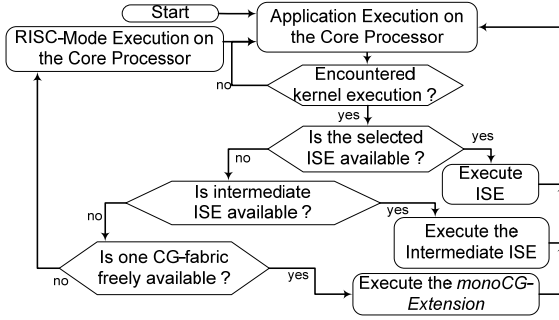 Start
Application Execution on
the Core Processor
RISC-Mode Execution on
the Core Processor
Encountered
kernel execution ?
no
yes
Is the selected
ISE available ?
no
yes
Execute
ISE
Is intermediate
ISE available ?
no
yes
Execute the
Intermediate ISE
Is one CG-fabric
freely available ?
no
yes
Execute the monoCG-
Extension